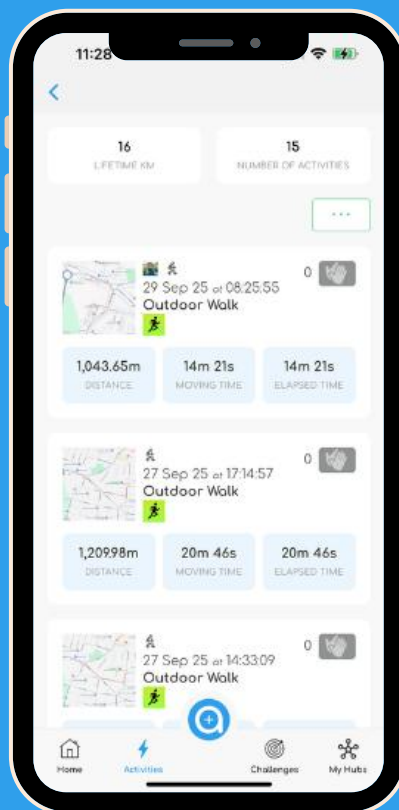 11:28
16
LIFETIME KM
15
NUMBER OF ACTIVITIES
...
29 Sep 25 at 08:25:55
0
Outdoor Walk
1,043.65m
DISTANCE
14m 21s
MOVING TIME
14m 21s
ELAPSED TIME
27 Sep 25 at 17:14:57
0
Outdoor Walk
1,209.98m
DISTANCE
20m 46s
MOVING TIME
20m 46s
ELAPSED TIME
27 Sep 25 at 14:33:09
0
Outdoor Walk
Home
Activities
Challenges
My Hubs